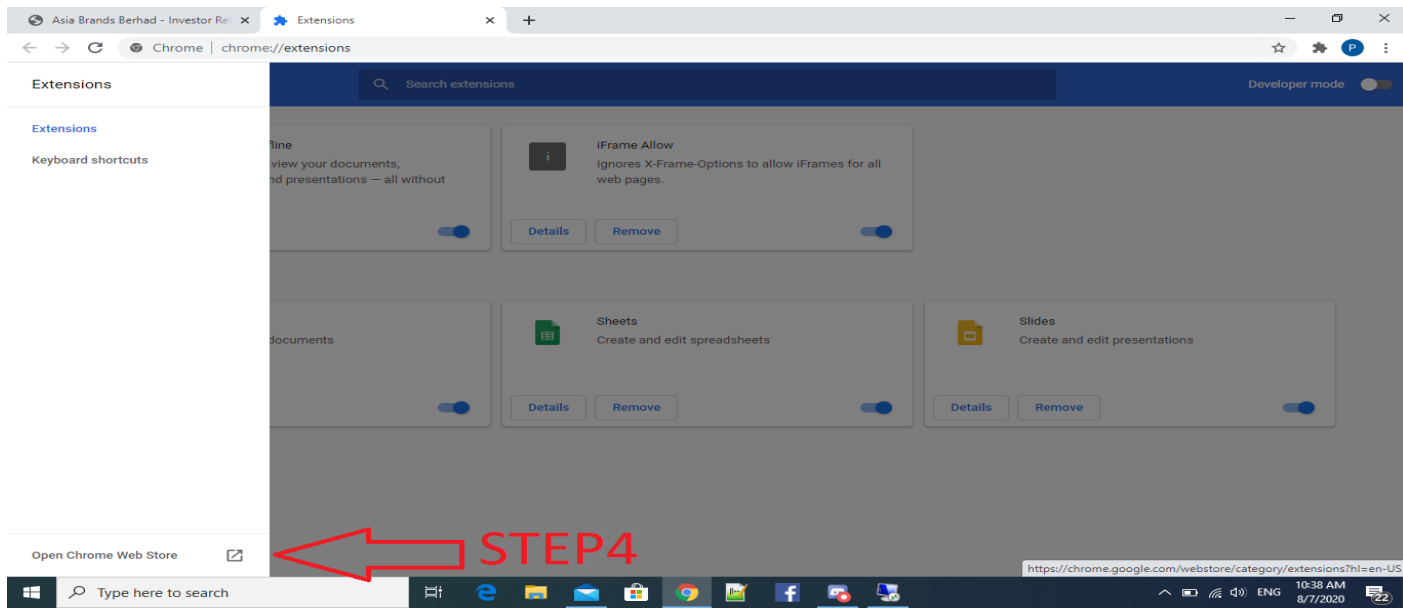 Asia Brands Berhad - Investor Rel
Extensions
Chrome | chrome://extensions
P
Extensions
Search extensions
Developer mode
Extensions
Keyboard shortcuts
fline
view your documents,
nd presentations — all without
i
iFrame Allow
Ignores X-Frame-Options to allow iFrames for all
web pages.
Details
Remove
documents
Sheets
Create and edit spreadsheets
Details
Remove
Slides
Create and edit presentations
Details
Remove
Open Chrome Web Store
STEP4
https://chrome.google.com/webstore/category/extensions?hl=en-US
Type here to search
ENG
10:38 AM
8/7/2020
22